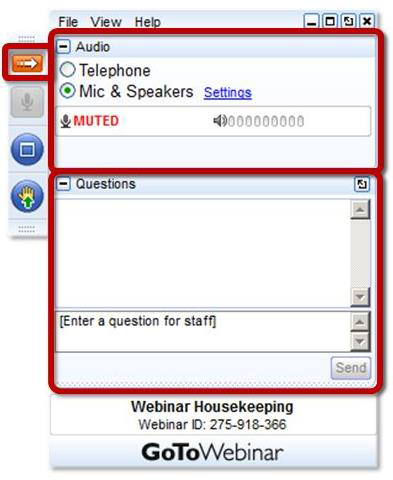 File View Help
Audio
Telephone
Mic & Speakers Settings
MUTED 000000000
Questions
[Enter a question for staff]
Send
Webinar Housekeeping
Webinar ID: 275-918-366
GoToWebinar